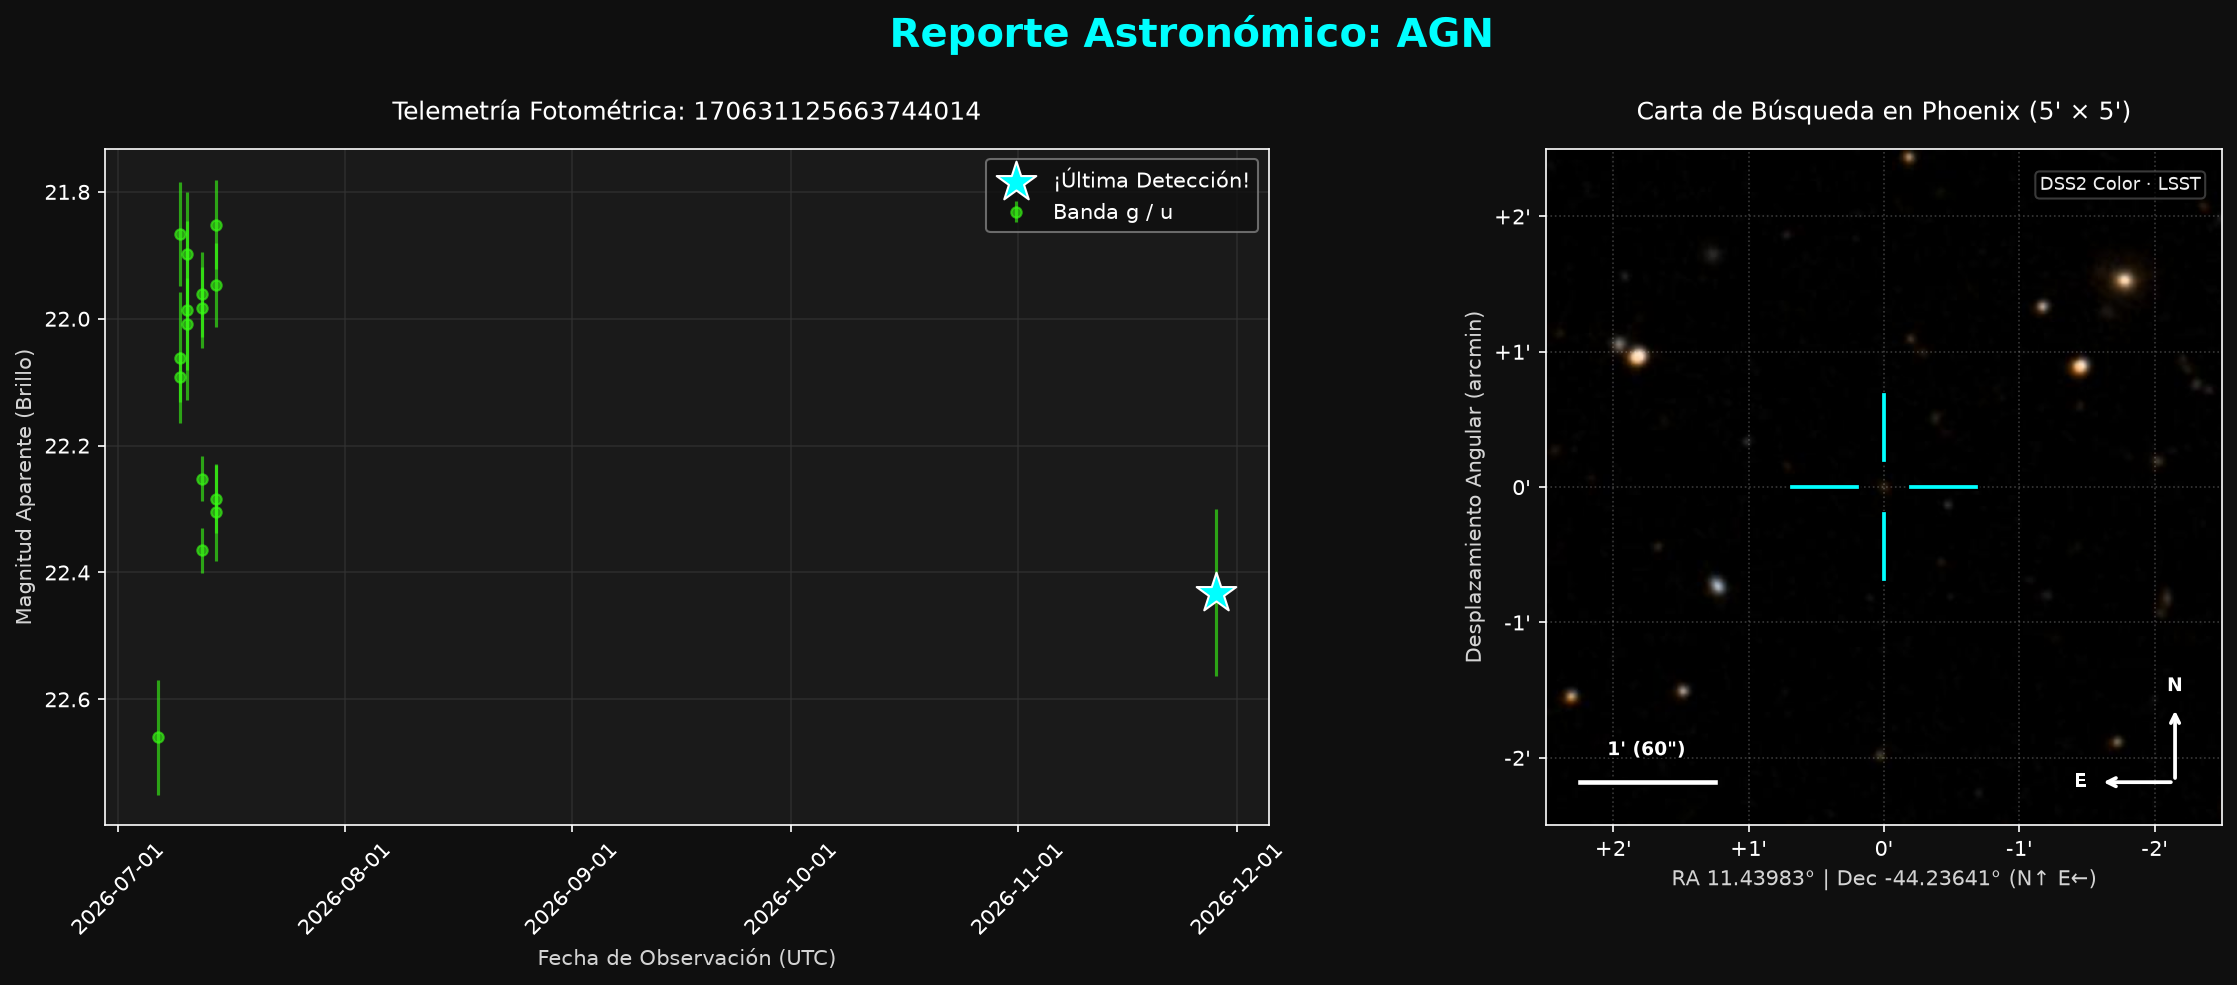 Reporte Astronómico: AGN
Telemetría Fotométrica: 170631125663744014
¡Última Detección!
Banda g / u
Magnitud Aparente (Brillo)
21.8
22.0
22.2
22.4
22.6
2026-07-01
2026-08-01
2026-09-01
2026-10-01
2026-11-01
2026-12-01
Fecha de Observación (UTC)
Carta de Búsqueda en Phoenix (5' × 5')
DSS2 Color · LSST
Desplazamiento Angular (arcmin)
+2'
+1'
0'
-1'
-2'
N
E
1' (60")
+2'
+1'
0'
-1'
-2'
RA 11.43983° | Dec -44.23641° (N↑ E←)